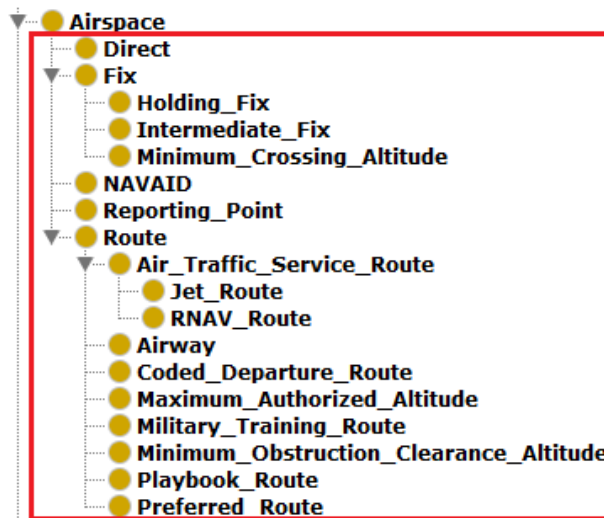 Airspace
Direct
Fix
Holding_Fix
Intermediate_Fix
Minimum_Crossing_Altitude
NAVAID
Reporting_Point
Route
Air_Traffic_Service_Route
Jet_Route
RNAV_Route
Airway
Coded_Departure_Route
Maximum_Authorized_Altitude
Military_Training_Route
Minimum_Obstruction_Clearance_Altitude
Playbook_Route
Preferred_Route